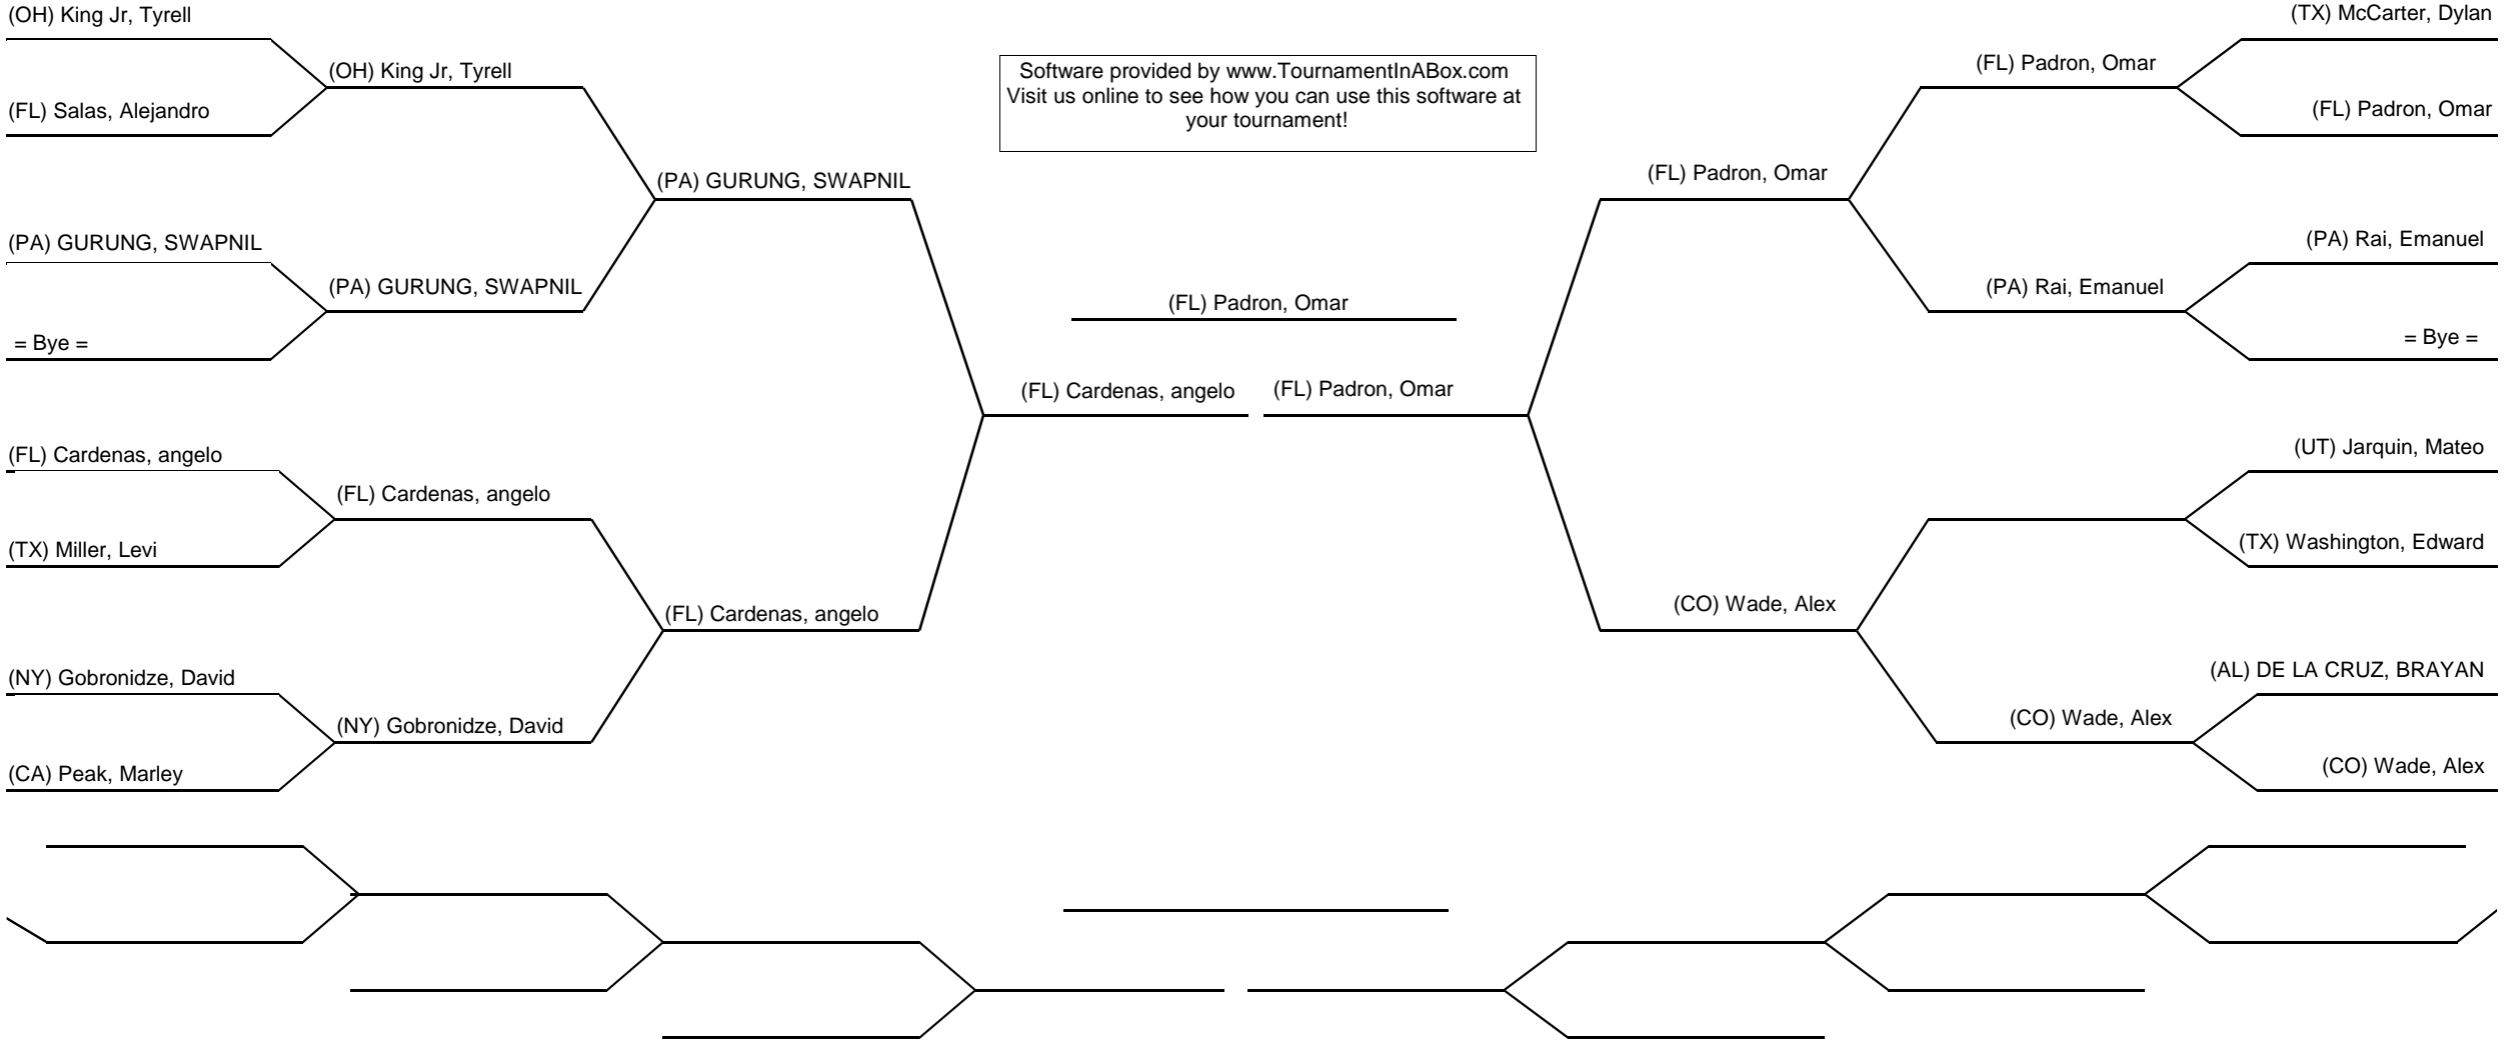 (OH) King Jr, Tyrell
(FL) Salas, Alejandro
(PA) GURUNG, SWAPNIL
= Bye =
(FL) Cardenas, angelo
(TX) Miller, Levi
(NY) Gobronidze, David
(CA) Peak, Marley
(OH) King Jr, Tyrell
(PA) GURUNG, SWAPNIL
(FL) Cardenas, angelo
(NY) Gobronidze, David
(PA) GURUNG, SWAPNIL
(FL) Cardenas, angelo
Software provided by www.TournamentInABox.com
Visit us online to see how you can use this software at
your tournament!
(FL) Padron, Omar
(FL) Cardenas, angelo
(FL) Padron, Omar
(FL) Padron, Omar
(CO) Wade, Alex
(FL) Padron, Omar
(PA) Rai, Emanuel
(CO) Wade, Alex
(TX) McCarter, Dylan
(FL) Padron, Omar
(PA) Rai, Emanuel
= Bye =
(UT) Jarquin, Mateo
(TX) Washington, Edward
(AL) DE LA CRUZ, BRAYAN
(CO) Wade, Alex